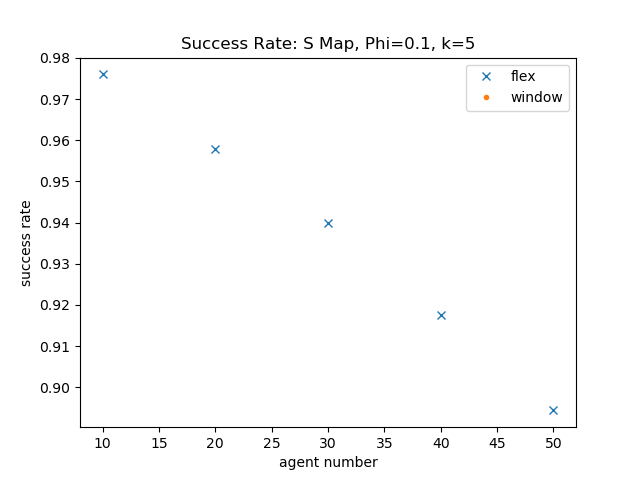 Success Rate: S Map, Phi=0.1, k=5
flex
window
success rate
0.98
0.97
0.96
0.95
0.94
0.93
0.92
0.91
0.90
10 15 20 25 30 35 40 45 50
agent number